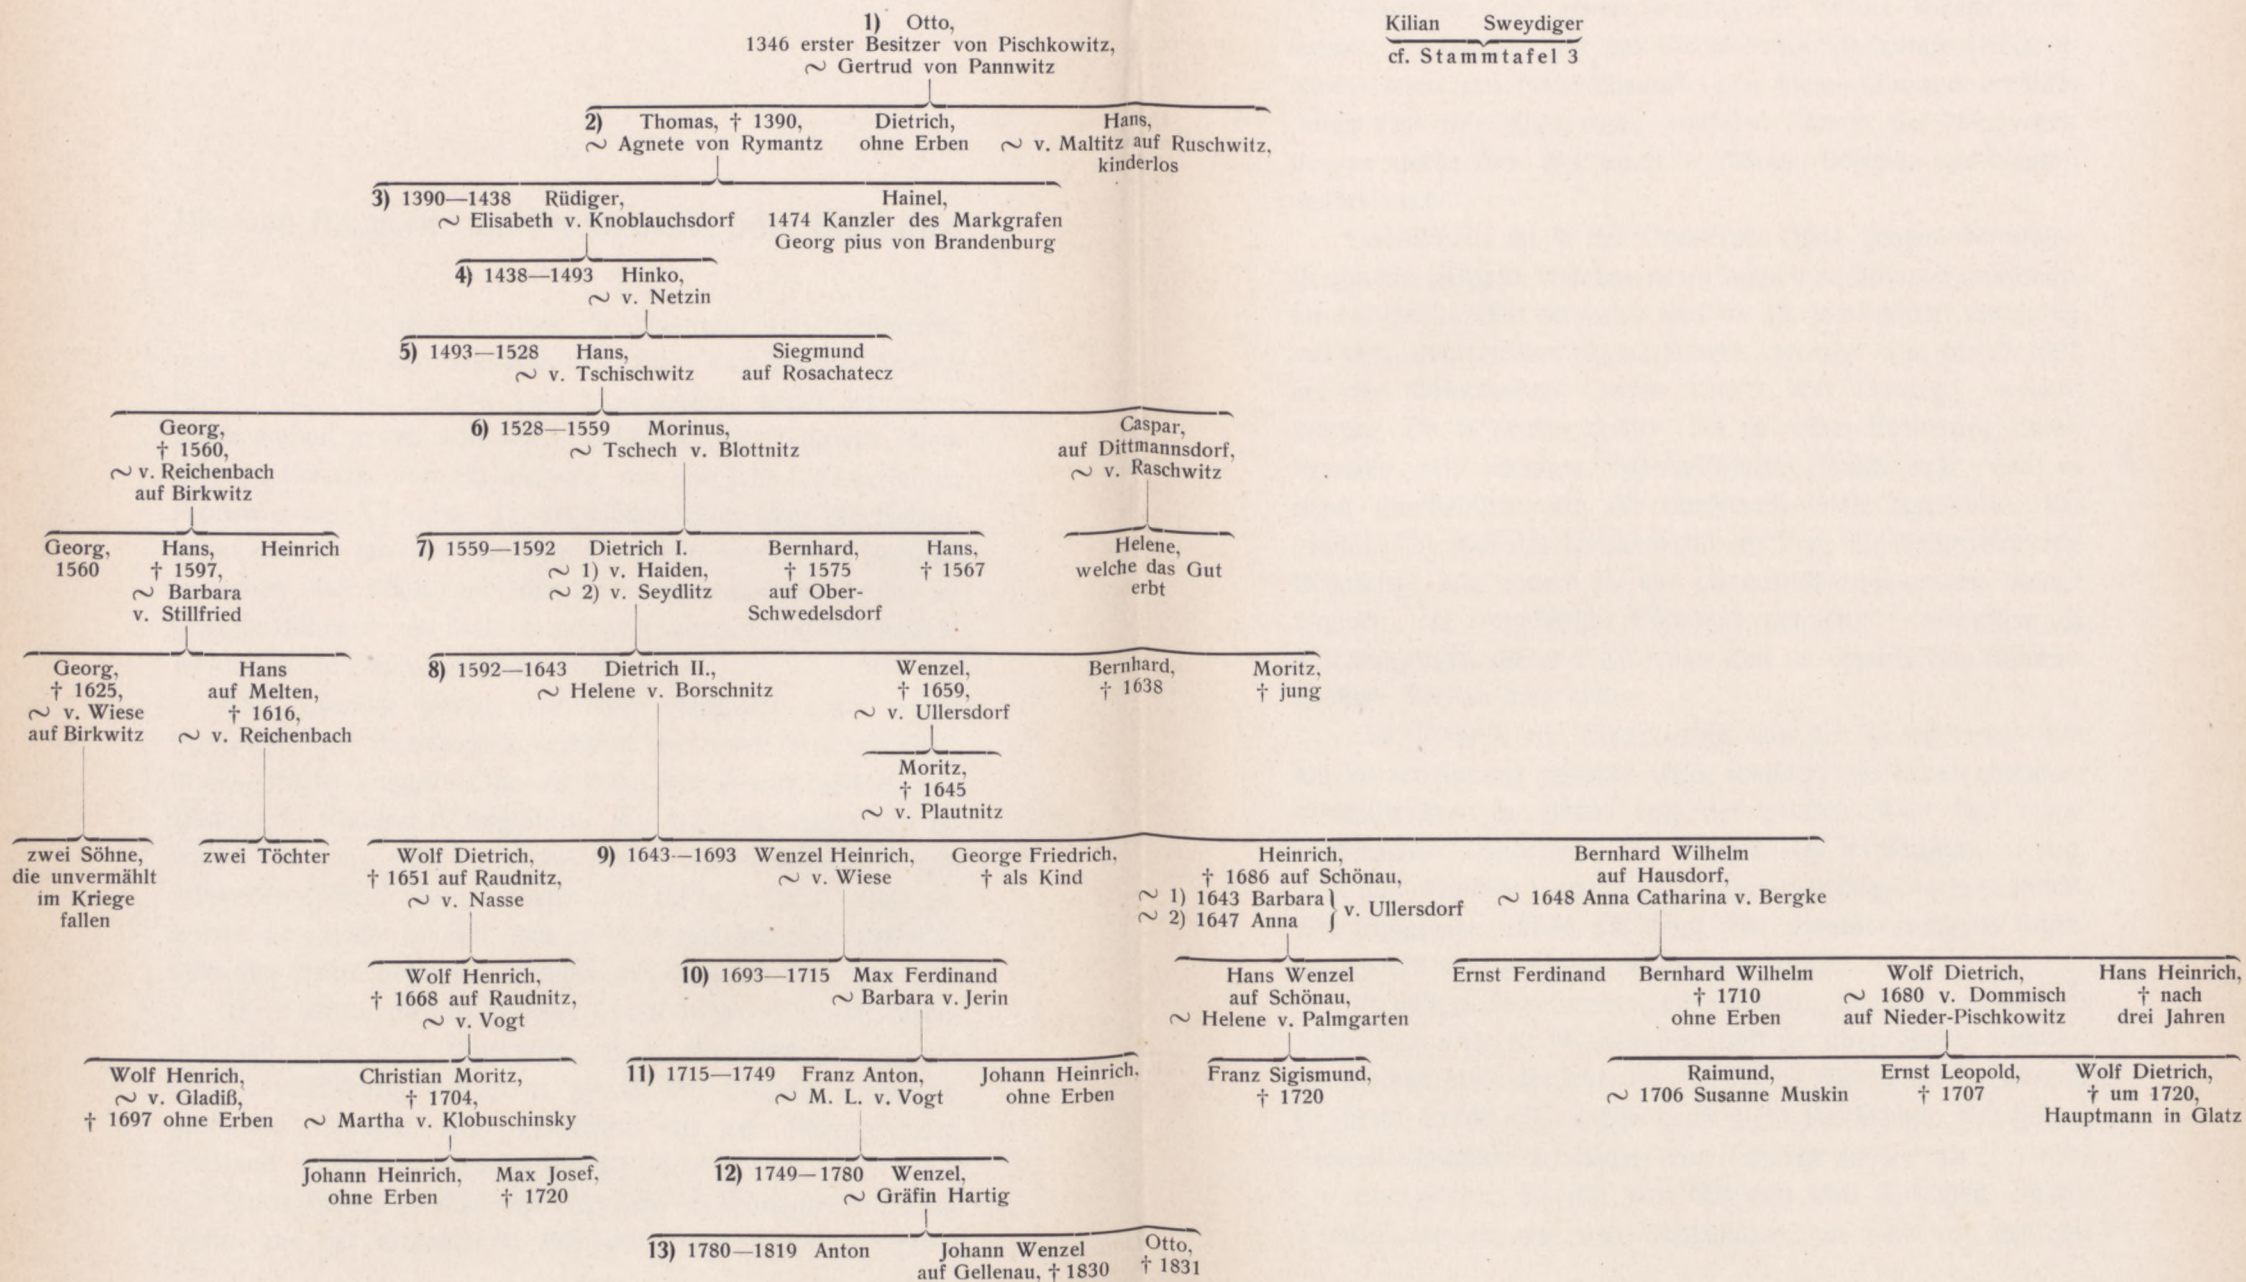 1) Otto,
1346 erster Besitzer von Pischkowitz,
~ Gertrud von Pannwitz
Kilian Sweydiger
cf. Stammtafel 3
2) Thomas, † 1390,
~ Agnete von Rymantz
Dietrich,
ohne Erben
Hans,
~ v. Maltitz auf Ruschwitz,
kinderlos
3) 1390—1438 Rüdiger,
~ Elisabeth v. Knoblauchsdorf
Hainel,
1474 Kanzler des Markgrafen
Georg pius von Brandenburg
4) 1438—1493 Hinko,
~ v. Netzin
5) 1493—1528 Hans,
~ v. Tschischwitz
Siegmund
auf Rosachatecz
Georg,
† 1560,
~ v. Reichenbach
auf Birkwitz
6) 1528—1559 Morinus,
~ Tschech v. Blottnitz
Caspar,
auf Dittmannsdorf,
~ v. Raschwitz
Georg,
1560
Hans,
† 1597,
~ Barbara
v. Stillfried
Heinrich
7) 1559—1592 Dietrich I.
~ 1) v. Haiden,
~ 2) v. Seydlitz
Bernhard,
† 1575
auf Ober-
Schwedelsdorf
Hans,
† 1567
Helene,
welche das Gut
erbt
Georg,
† 1625,
~ v. Wiese
auf Birkwitz
Hans
auf Melten,
† 1616,
~ v. Reichenbach
8) 1592—1643 Dietrich II.,
~ Helene v. Borschnitz
Wenzel,
† 1659,
~ v. Ullersdorf
Bernhard,
† 1638
Moritz,
† jung
Moritz,
† 1645
~ v. Plautnitz
zwei Söhne,
die unvermählt
im Kriege
fallen
zwei Töchter
Wolf Dietrich,
† 1651 auf Raudnitz,
~ v. Nasse
9) 1643—1693 Wenzel Heinrich,
~ v. Wiese
George Friedrich,
† als Kind
Heinrich,
† 1686 auf Schönau,
~ 1) 1643 Barbara
~ 2) 1647 Anna } v. Ullersdorf
Bernhard Wilhelm
auf Hausdorf,
~ 1648 Anna Catharina v. Bergke
Wolf Henrich,
† 1668 auf Raudnitz,
~ v. Vogt
10) 1693—1715 Max Ferdinand
~ Barbara v. Jerin
Hans Wenzel
auf Schönau,
~ Helene v. Palmgarten
Ernst Ferdinand
Bernhard Wilhelm
† 1710
ohne Erben
Wolf Dietrich,
~ 1680 v. Dommisch
auf Nieder-Pischkowitz
Hans Heinrich,
† nach
drei Jahren
Wolf Henrich,
~ v. Gladiß,
† 1697 ohne Erben
Christian Moritz,
† 1704,
~ Martha v. Klobuschinsky
11) 1715—1749 Franz Anton,
~ M. L. v. Vogt
Johann Heinrich,
ohne Erben
Franz Sigismund,
† 1720
Raimund,
~ 1706 Susanne Muskin
Ernst Leopold,
† 1707
Wolf Dietrich,
† um 1720,
Hauptmann in Glatz
Johann Heinrich,
ohne Erben
Max Josef,
† 1720
12) 1749—1780 Wenzel,
~ Gräfin Hartig
13) 1780—1819 Anton
Johann Wenzel
auf Gellenau, † 1830
Otto,
† 1831